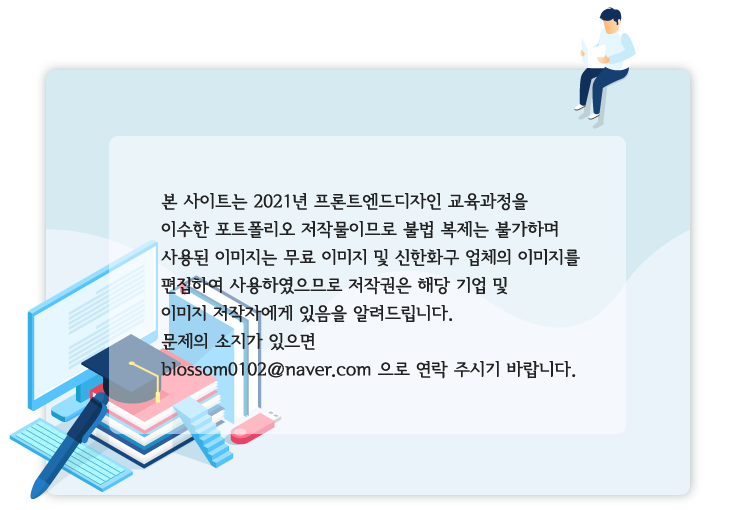 본 사이트는 2021년 프론트엔드디자인 교육과정을
이수한 포트폴리오 저작물이므로 불법 복제는 불가하며
사용된 이미지는 무료 이미지 및 신한화구 업체의 이미지를
편집하여 사용하였으므로 저작권은 해당 기업 및
이미지 저작자에게 있음을 알려드립니다.
문제의 소지가 있으면
blossom0102@naver.com 으로 연락 주시기 바랍니다.